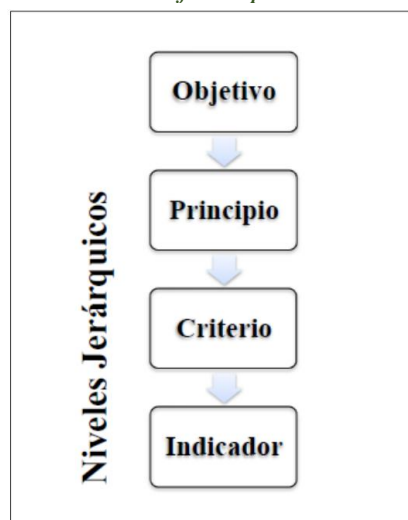 Objetivo
Principio
Criterio
Indicador
Niveles Jerárquicos